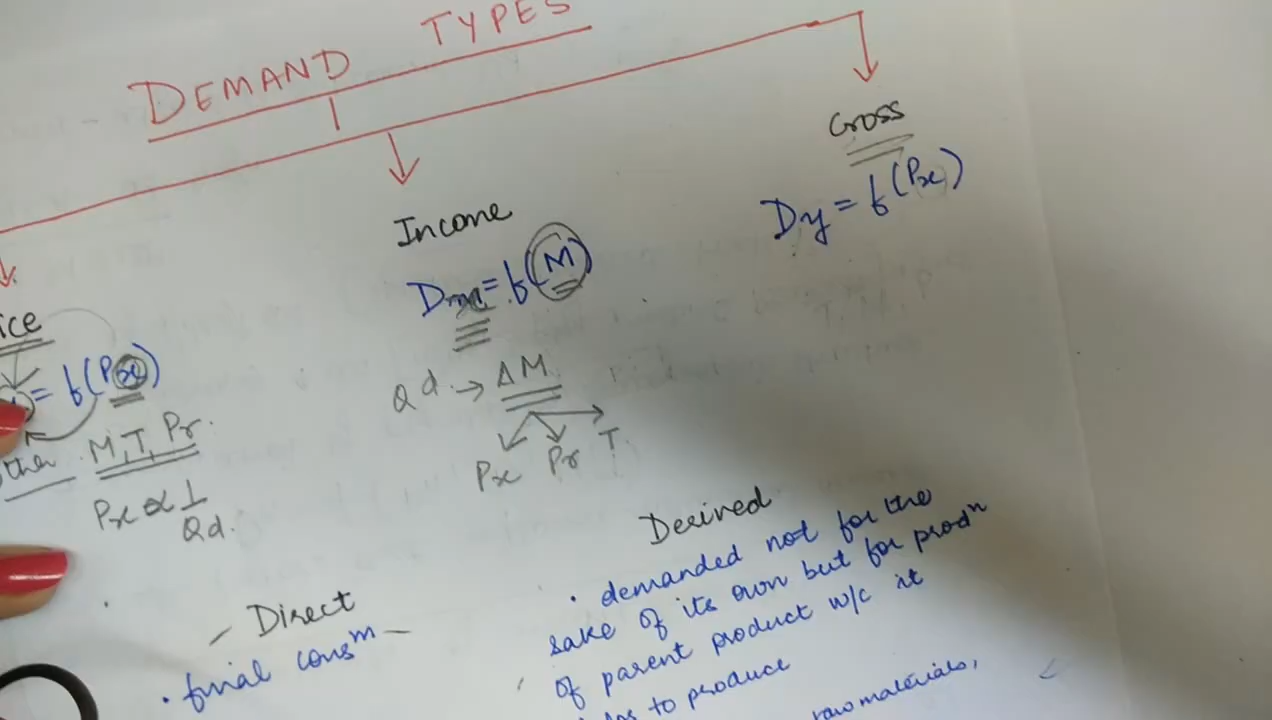 DEMAND TYPES
Cross
Dy = f(Px)
Income
Dx = f(M)
Qd. → ΔM
Px Pr T
= f(Px)
M, T, Pr.
Px ∝ 1/Qd.
Direct
• final consᵐ
Derived
• demanded not for the
sake of its own but for prodⁿ
of parent product w/c it
to produce
raw materials,